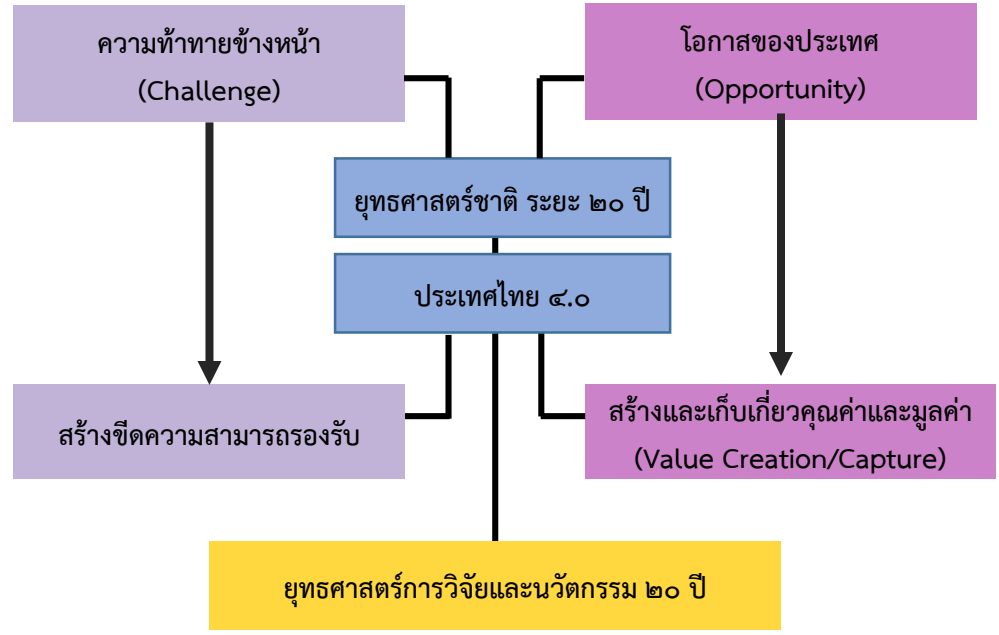 ความท้าทายข้างหน้า
(Challenge)
โอกาสของประเทศ
(Opportunity)
ยุทธศาสตร์ชาติ ระยะ ๒๐ ปี
ประเทศไทย ๔.๐
สร้างขีดความสามารถรองรับ
สร้างและเก็บเกี่ยวคุณค่าและมูลค่า
(Value Creation/Capture)
ยุทธศาสตร์การวิจัยและนวัตกรรม ๒๐ ปี